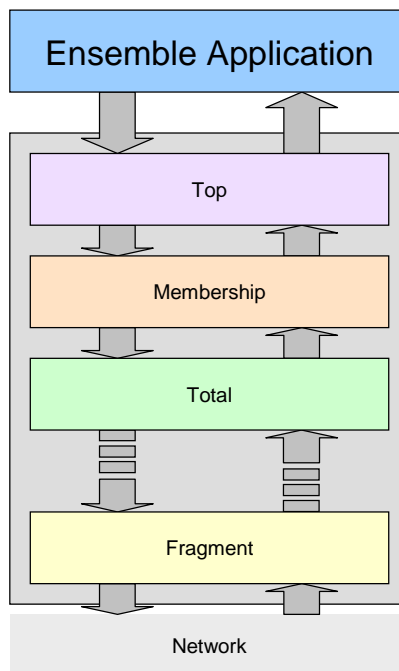 Ensemble Application
Top
Membership
Total
Fragment
Network